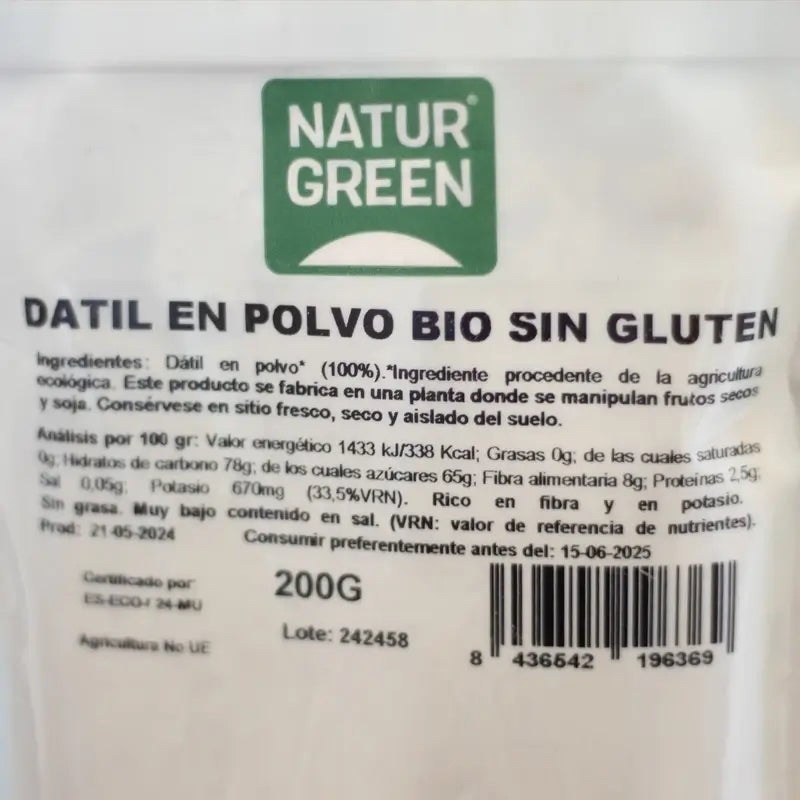 NATUR®
GREEN
DATIL EN POLVO BIO SIN GLUTEN
Ingredientes: Dátil en polvo* (100%).*Ingrediente procedente de la agricultura
ecológica. Este producto se fabrica en una planta donde se manipulan frutos secos
y soja. Consérvese en sitio fresco, seco y aislado del suelo.
Análisis por 100 gr: Valor energético 1433 kJ/338 Kcal; Grasas 0g; de las cuales saturadas
0g; Hidratos de carbono 78g; de los cuales azúcares 65g; Fibra alimentaria 8g; Proteínas 2,5g;
Sal 0,05g; Potasio 670mg (33,5%VRN). Rico en fibra y en potasio.
Sin grasa. Muy bajo contenido en sal. (VRN: valor de referencia de nutrientes).
Prod: 21-05-2024 Consumir preferentemente antes del: 15-06-2025
Certificado por 200G
24-MU
Agricultura No UE Lote: 242458
8 436542 196369